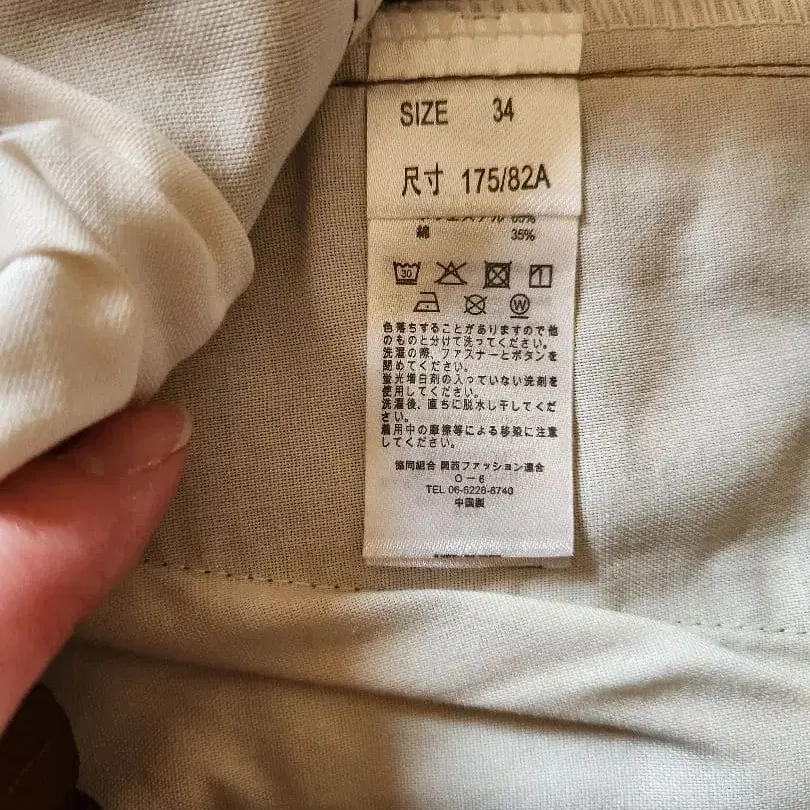 SIZE 34
尺寸 175/82A
65%
綿 35%
30
W
色落ちすることがありますので他
のものと分けて洗ってください。
洗濯の際、ファスナーとボタンを
閉めてください。
蛍光増白剤の入っていない洗剤を
使用してください。
洗濯後、直ちに脱水し干してくだ
さい。
着用中の摩擦等による移染に注意
してください。
協同組合 関西ファッション連合
O-6
TEL 06-6228-6740
中国製